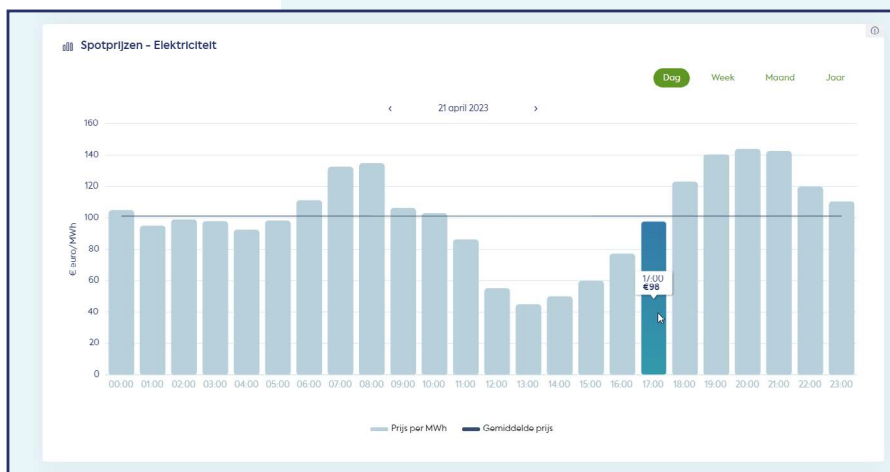 Spotprijzen - Elektriciteit
Dag Week Maand Jaar
‹ 21 april 2023 ›
160
140
120
100
80
60
40
20
0
€ euro/MWh
17:00
€98
00:00 01:00 02:00 03:00 04:00 05:00 06:00 07:00 08:00 09:00 10:00 11:00 12:00 13:00 14:00 15:00 16:00 17:00 18:00 19:00 20:00 21:00 22:00 23:00
Prijs per MWh Gemiddelde prijs